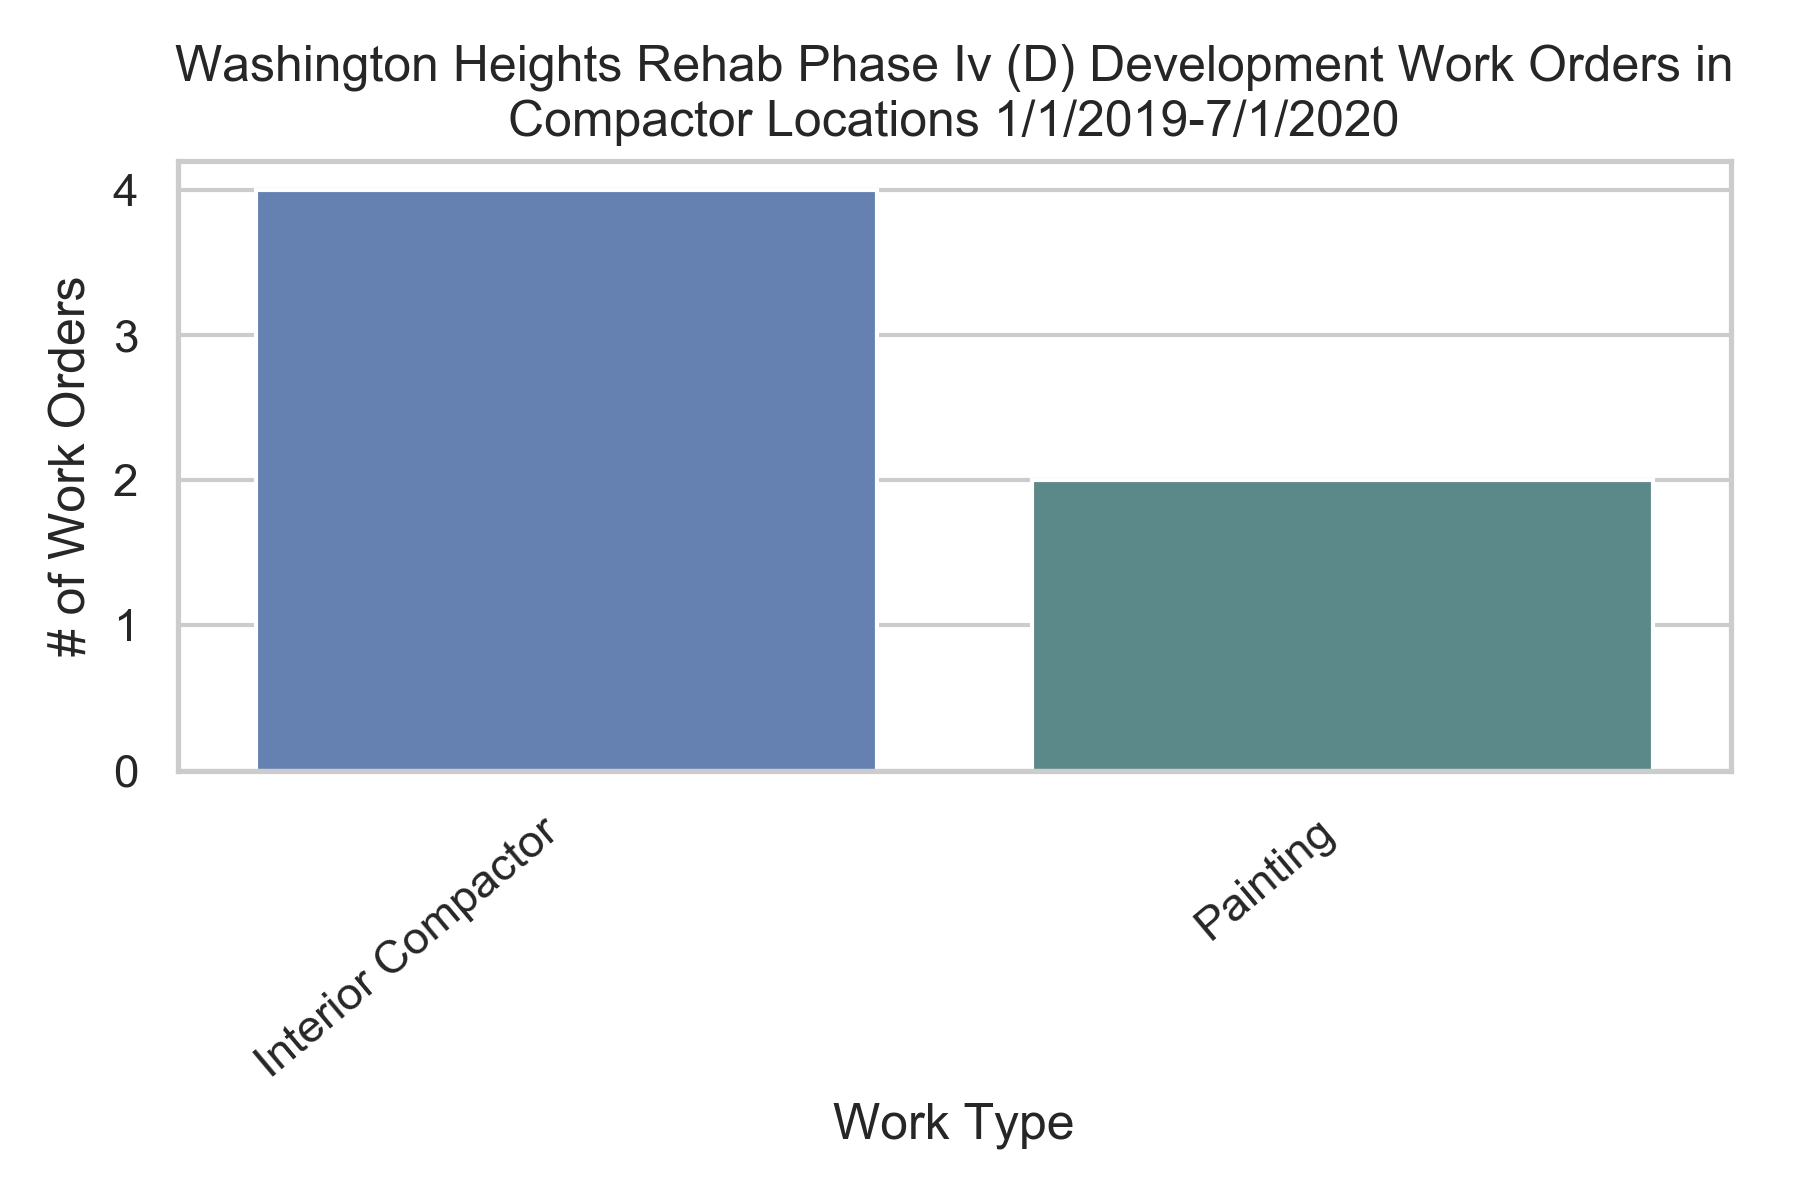 Washington Heights Rehab Phase Iv (D) Development Work Orders in
Compactor Locations 1/1/2019-7/1/2020
4
3
2
1
0
# of Work Orders
Interior Compactor
Painting
Work Type